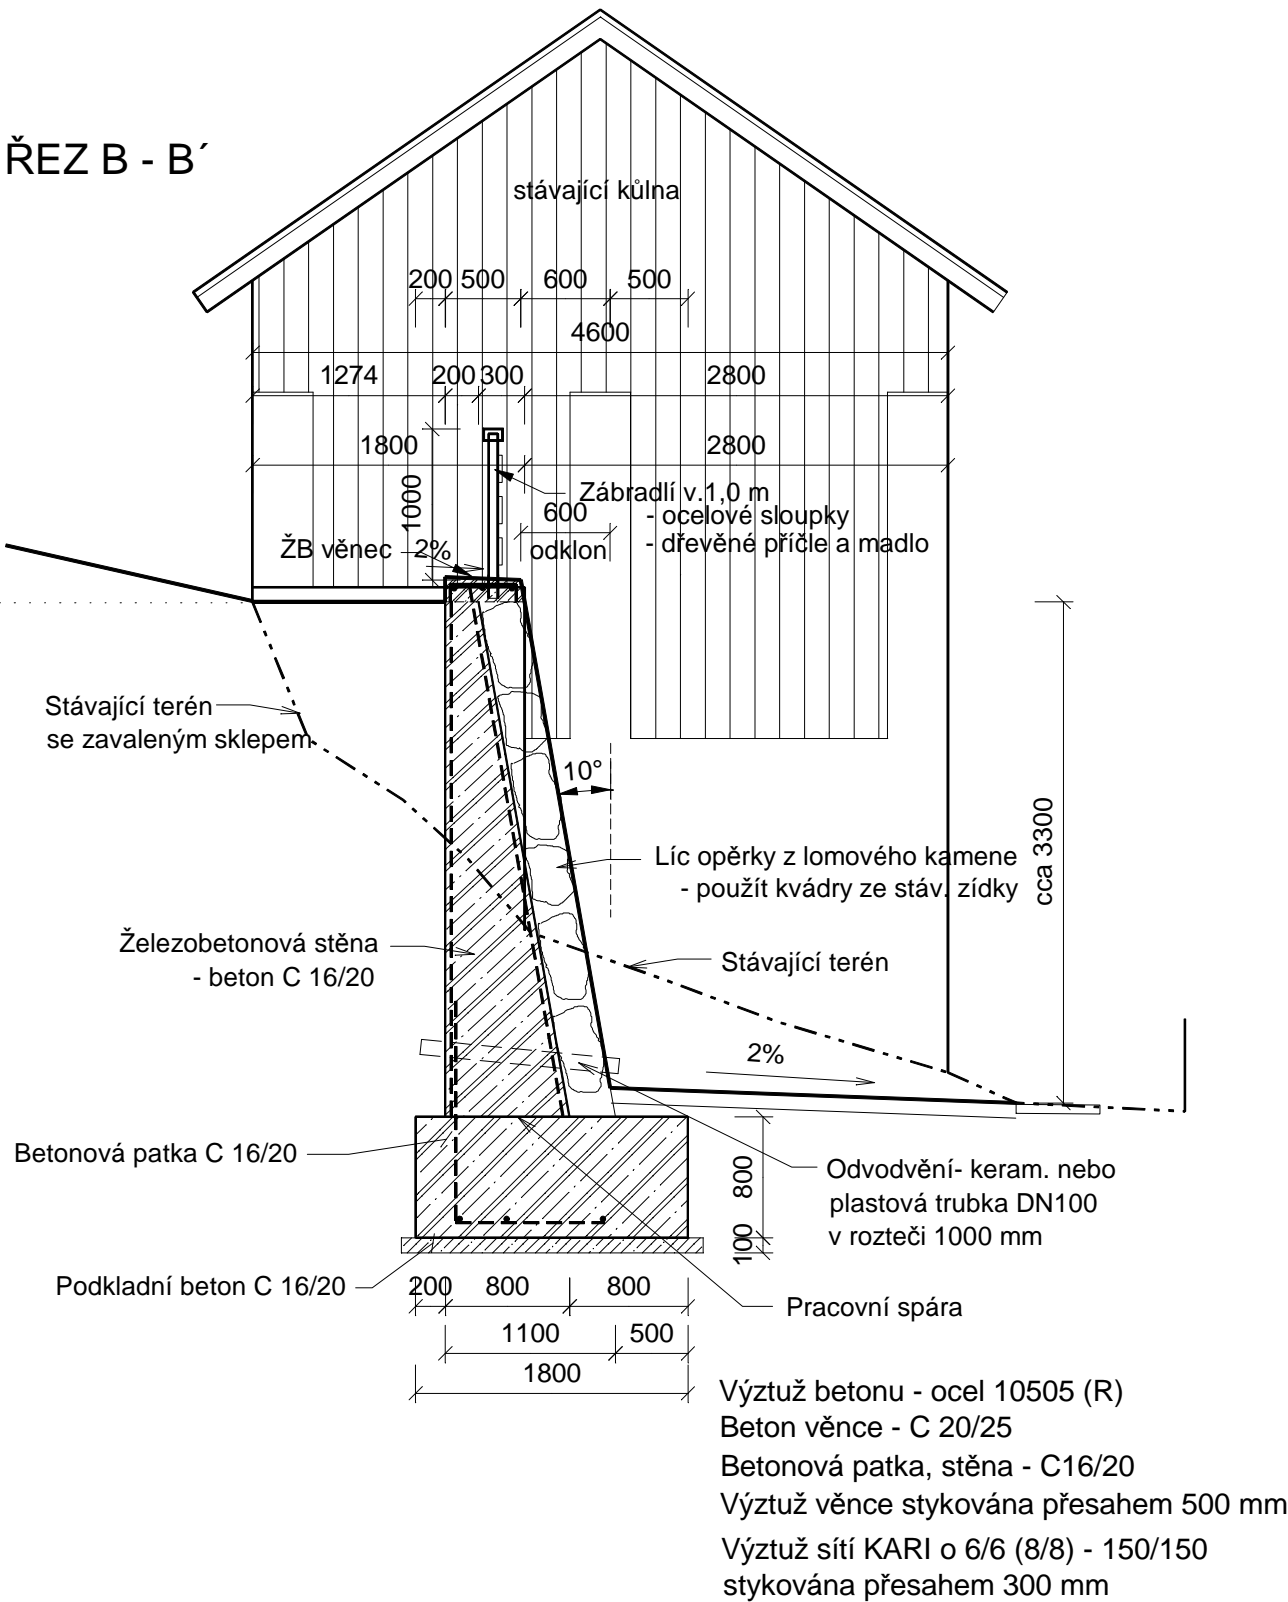 ŘEZ B - B´
stávající kůlna
200 500 600 500
4600
1274 200 300 2800
1800 2800
1000
Zábradlí v.1,0 m
- ocelové sloupky
- dřevěné příčle a madlo
600
odklon
ŽB věnec 2%
Stávající terén
se zavaleným sklepem
10°
cca 3300
Líc opěrky z lomového kamene
- použít kvádry ze stáv. zídky
Železobetonová stěna
- beton C 16/20
Stávající terén
2%
Betonová patka C 16/20
800
100
Odvodvění- keram. nebo
plastová trubka DN100
v rozteči 1000 mm
Podkladní beton C 16/20
200 800 800
Pracovní spára
1100 500
1800
Výztuž betonu - ocel 10505 (R)
Beton věnce - C 20/25
Betonová patka, stěna - C16/20
Výztuž věnce stykována přesahem 500 mm
Výztuž sítí KARI o 6/6 (8/8) - 150/150
stykována přesahem 300 mm